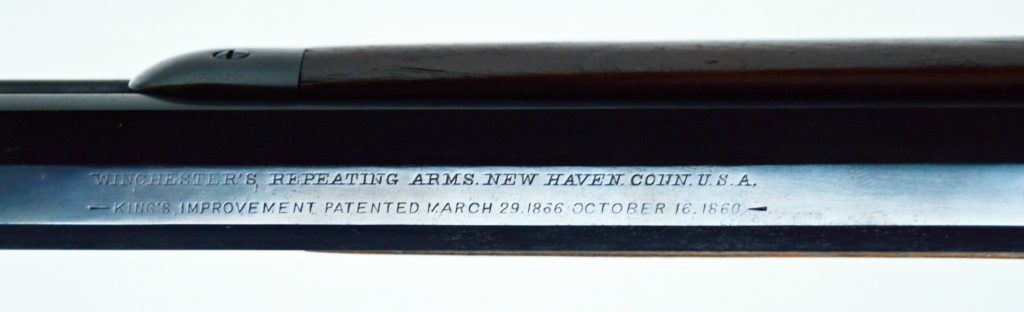 WINCHESTER'S, REPEATING ARMS. NEW HAVEN. CONN. U.S.A.
KING'S IMPROVEMENT PATENTED MARCH 29,1866 OCTOBER 16,1860